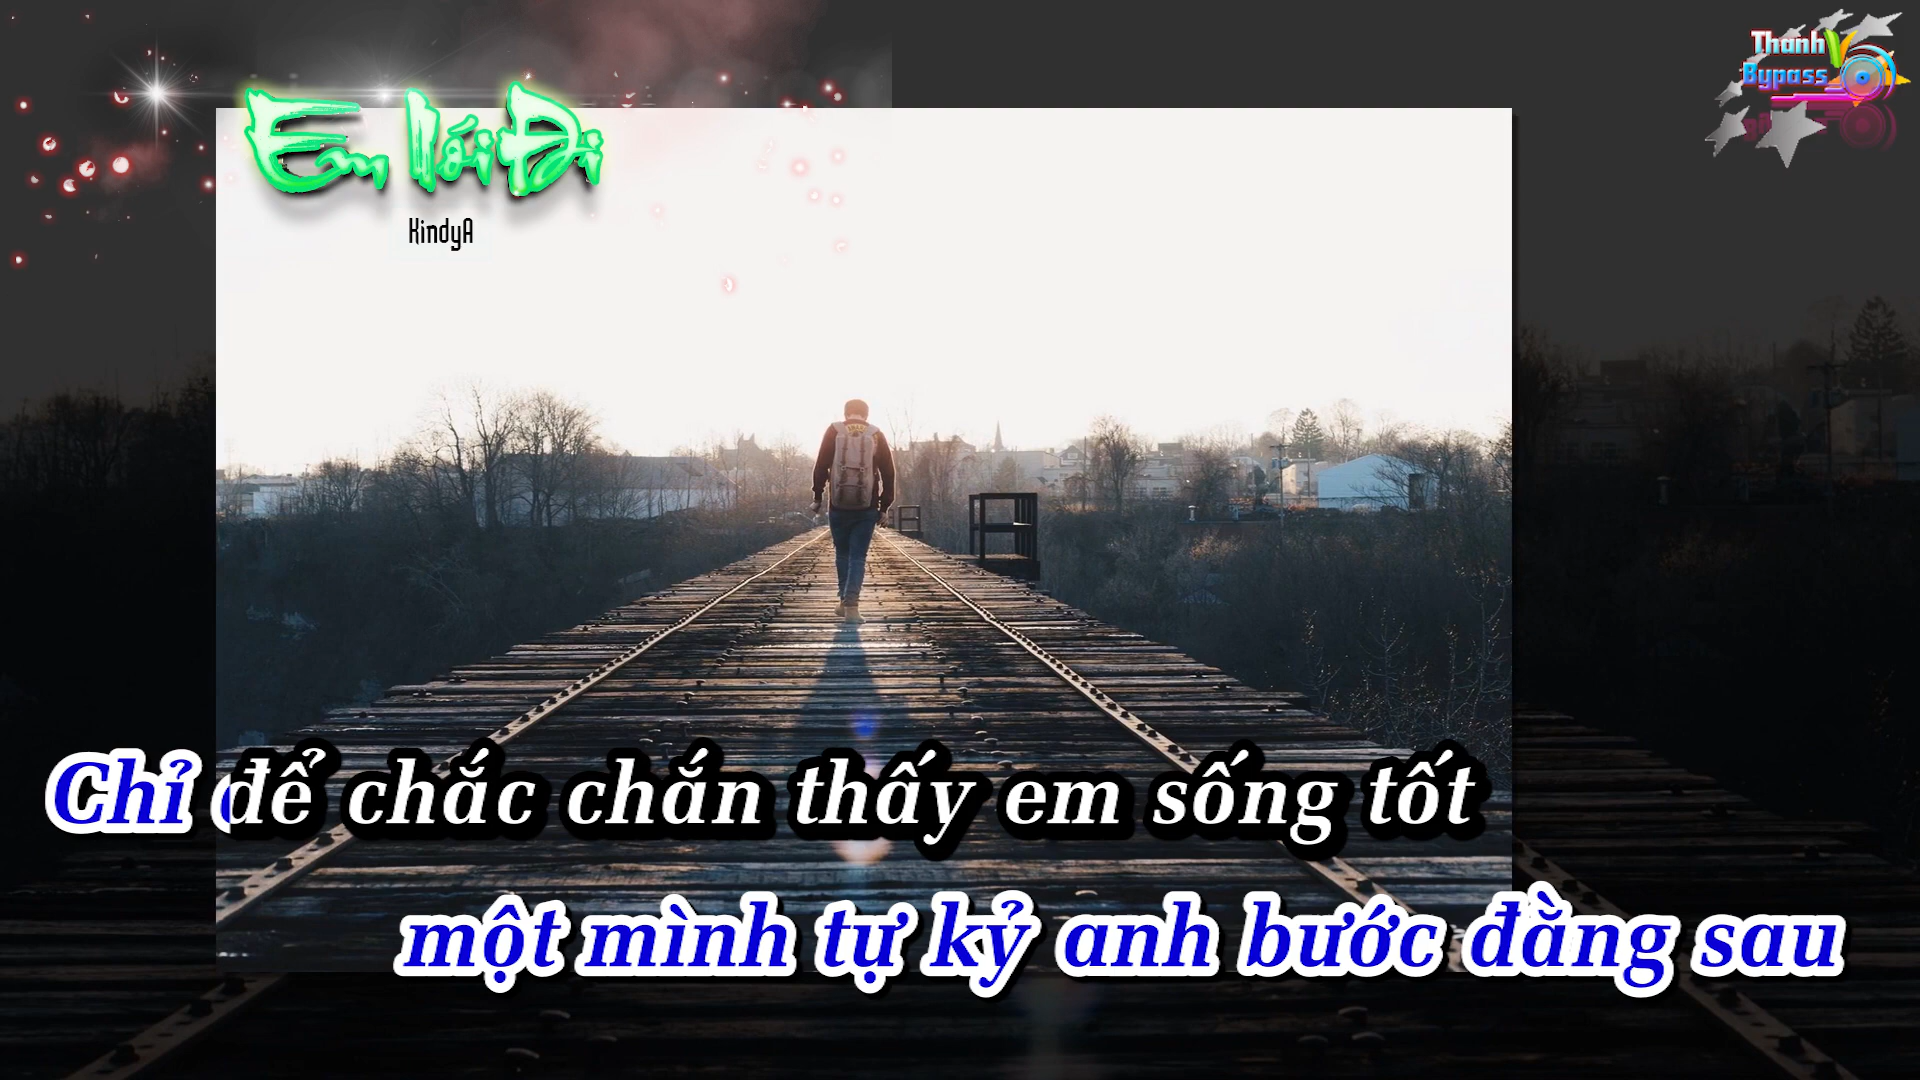 Em Nói Đi
KindyA
Thanh V
Bypass
Chỉ để chắc chắn thấy em sống tốt
một mình tự kỷ anh bước đằng sau